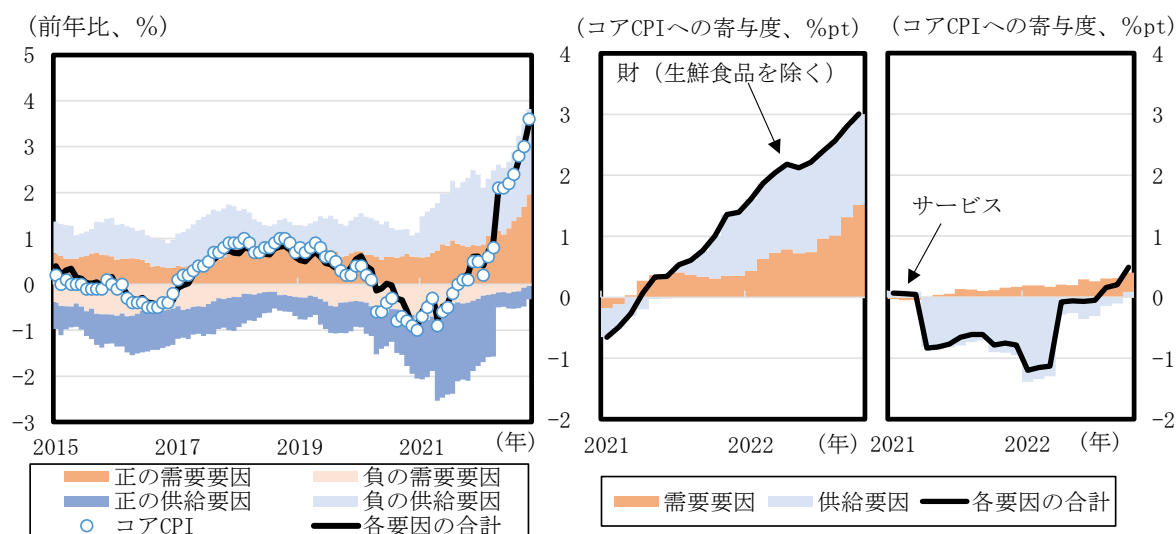 (前年比、%)
5
4
3
2
1
0
-1
-2
-3
2015
2017
2019
2021
(年)
正の需要要因
負の需要要因
正の供給要因
負の供給要因
コアCPI
各要因の合計
(コアCPIへの寄与度、%pt)
4
3
2
1
0
-1
-2
財（生鮮食品を除く）
2021
2022
(年)
(コアCPIへの寄与度、%pt)
4
3
2
1
0
-1
-2
サービス
2021
2022
(年)
需要要因
供給要因
各要因の合計